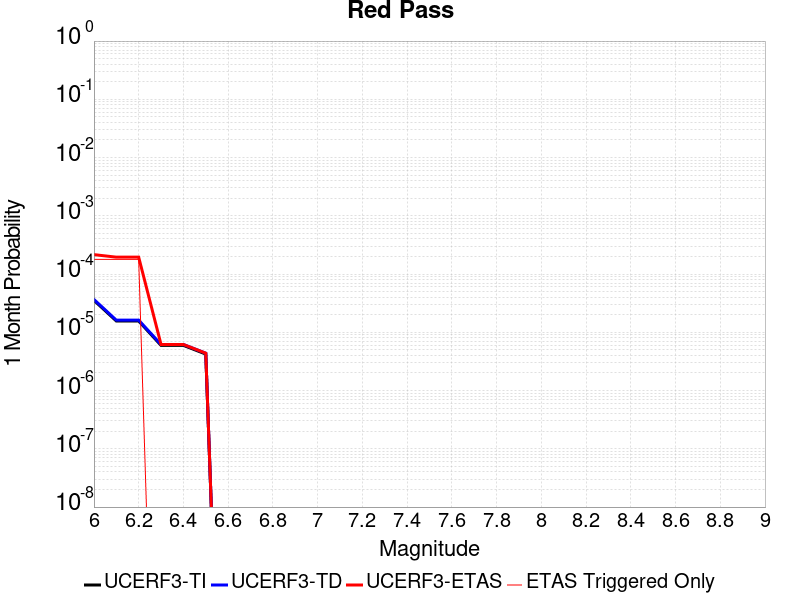 Red Pass
10^0
10^-1
10^-2
10^-3
10^-4
10^-5
10^-6
10^-7
10^-8
1 Month Probability
6 6.2 6.4 6.6 6.8 7 7.2 7.4 7.6 7.8 8 8.2 8.4 8.6 8.8 9
Magnitude
UCERF3-TI UCERF3-TD UCERF3-ETAS ETAS Triggered Only